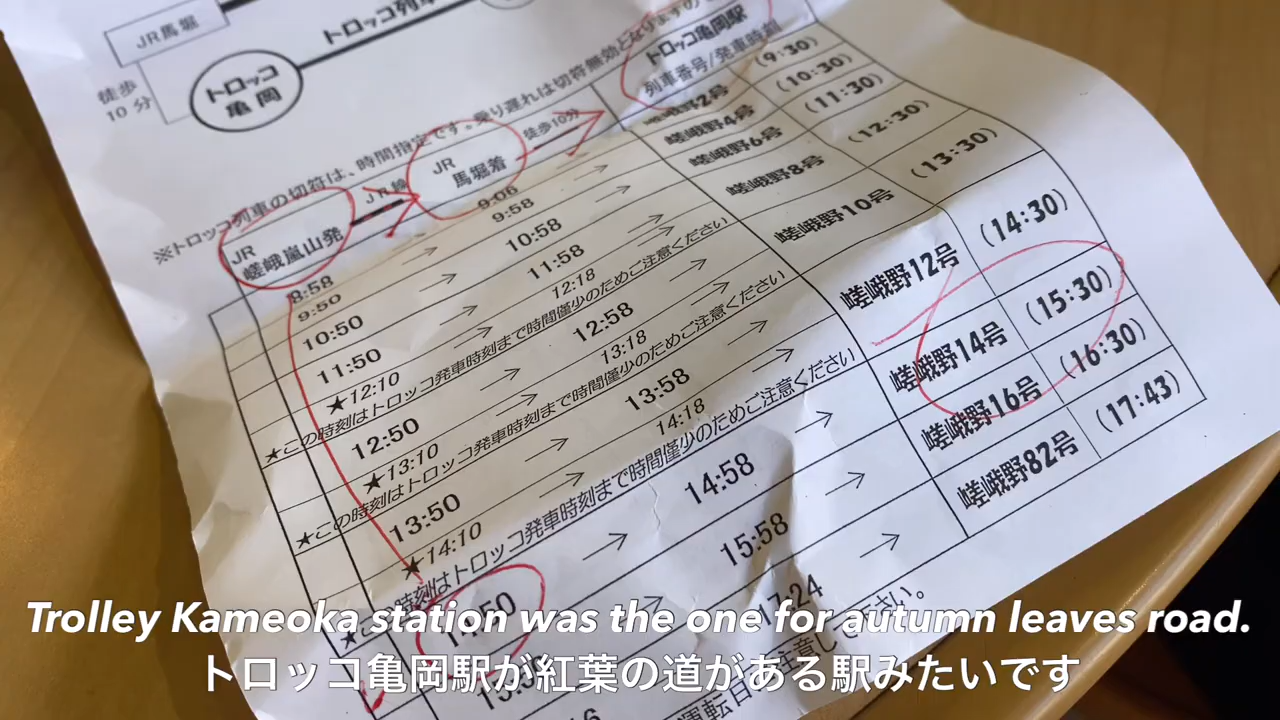 JR馬堀
トロッコ列車
徒歩
10分
トロッコ
亀岡
※トロッコ列車の切符は、時間指定です。乗り遅れは切符無効となりますので
JR
嵯峨嵐山発
JR線
JR
馬堀着
徒歩10分
トロッコ亀岡駅
列車番号/発車時刻
8:58 9:06 嵯峨野2号 (9:30)
9:50 → 9:58 → 嵯峨野4号 (10:30)
10:50 → 10:58 → 嵯峨野6号 (11:30)
11:50 → 11:58 → 嵯峨野8号 (12:30)
★12:10 → 12:18 →
★この時刻はトロッコ発車時刻まで時間僅少のためご注意ください
12:50 → 12:58 → 嵯峨野10号 (13:30)
★13:10 → 13:18 →
★この時刻はトロッコ発車時刻まで時間僅少のためご注意ください
13:50 → 13:58 → 嵯峨野12号 (14:30)
★14:10 → 14:18 →
時刻はトロッコ発車時刻まで時間僅少のためご注意ください
14:50 → 14:58 → 嵯峨野14号 (15:30)
15:50 → 15:58 → 嵯峨野16号 (16:30)
17:24 → 嵯峨野82号 (17:43)
運転日
ください。
Trolley Kameoka station was the one for autumn leaves road.
トロッコ亀岡駅が紅葉の道がある駅みたいです